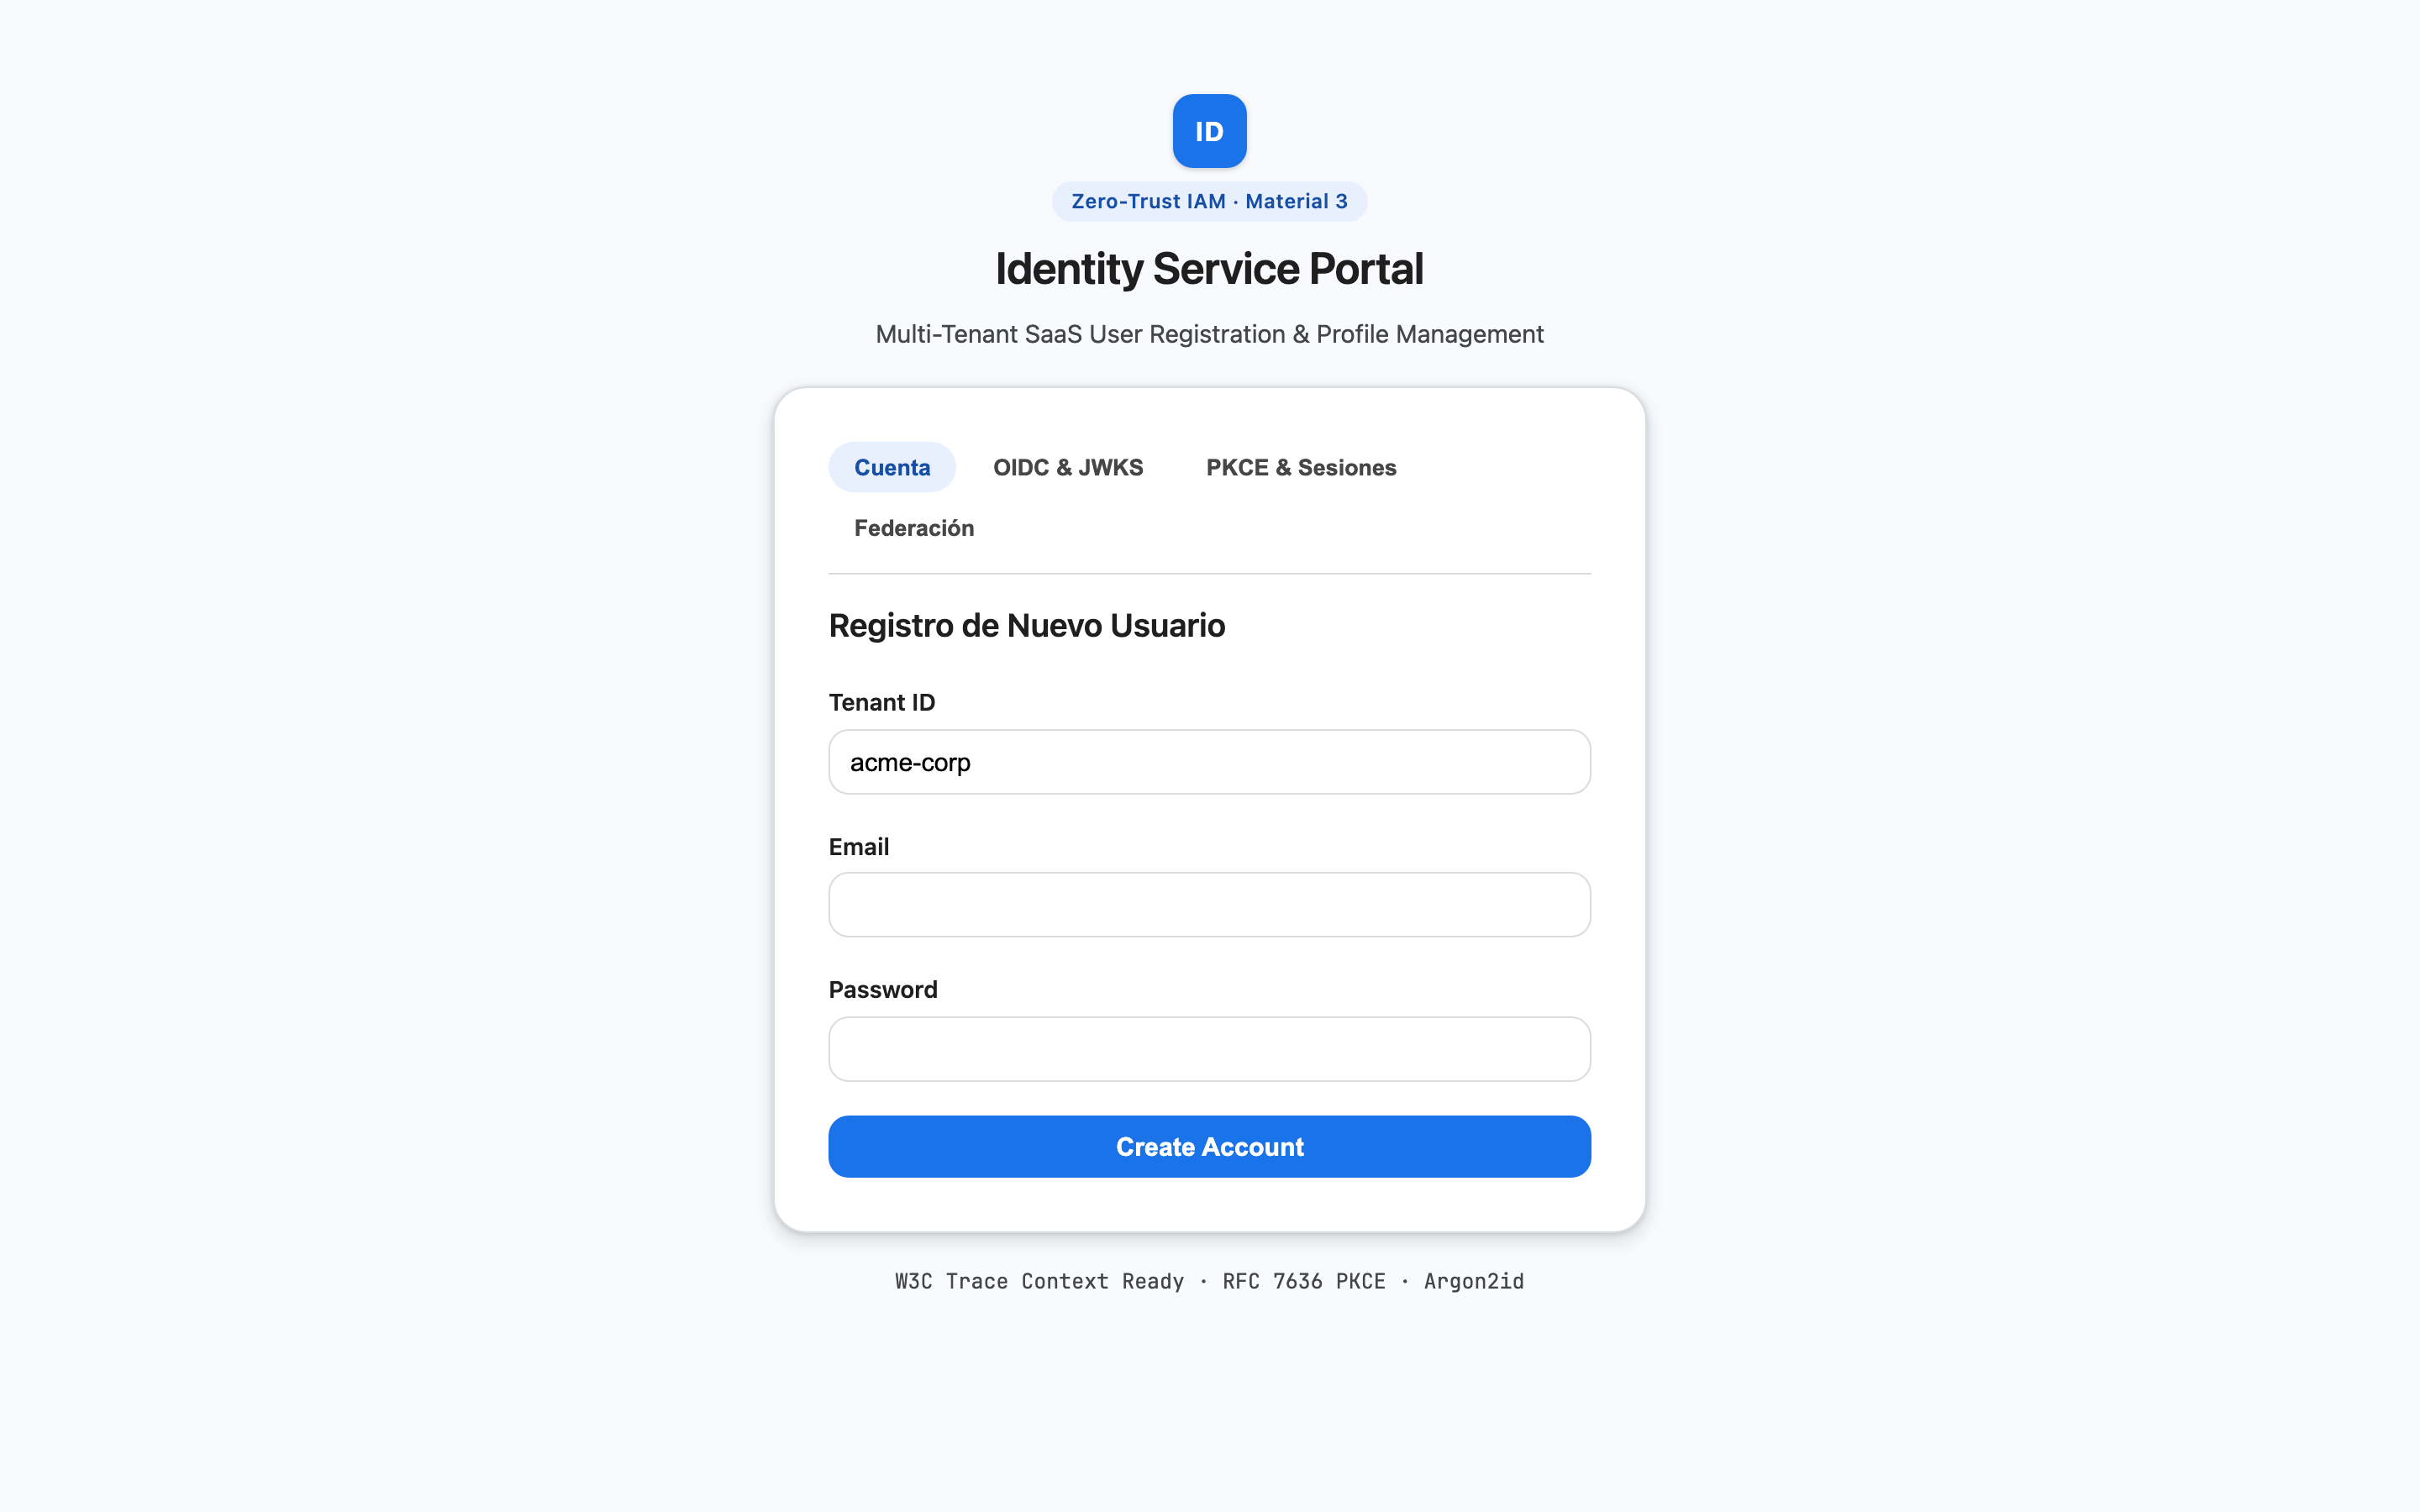 ID
Zero-Trust IAM · Material 3
Identity Service Portal
Multi-Tenant SaaS User Registration & Profile Management
Cuenta OIDC & JWKS PKCE & Sesiones
Federación
Registro de Nuevo Usuario
Tenant ID
acme-corp
Email
Password
Create Account
W3C Trace Context Ready · RFC 7636 PKCE · Argon2id